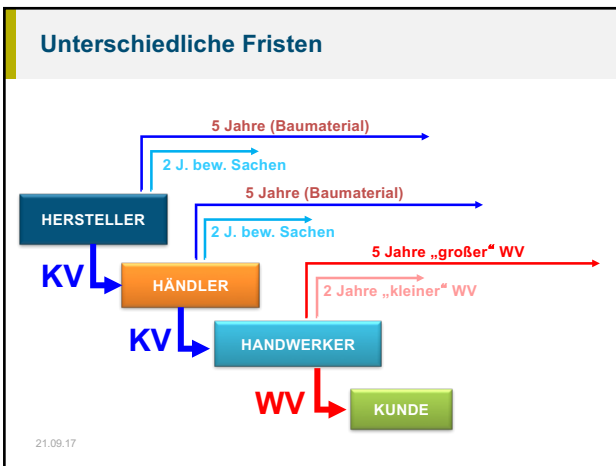 Unterschiedliche Fristen
5 Jahre (Baumaterial)
2 J. bew. Sachen
HERSTELLER
5 Jahre (Baumaterial)
2 J. bew. Sachen
KV
HÄNDLER
5 Jahre „großer“ WV
2 Jahre „kleiner“ WV
KV
HANDWERKER
WV
KUNDE
21.09.17